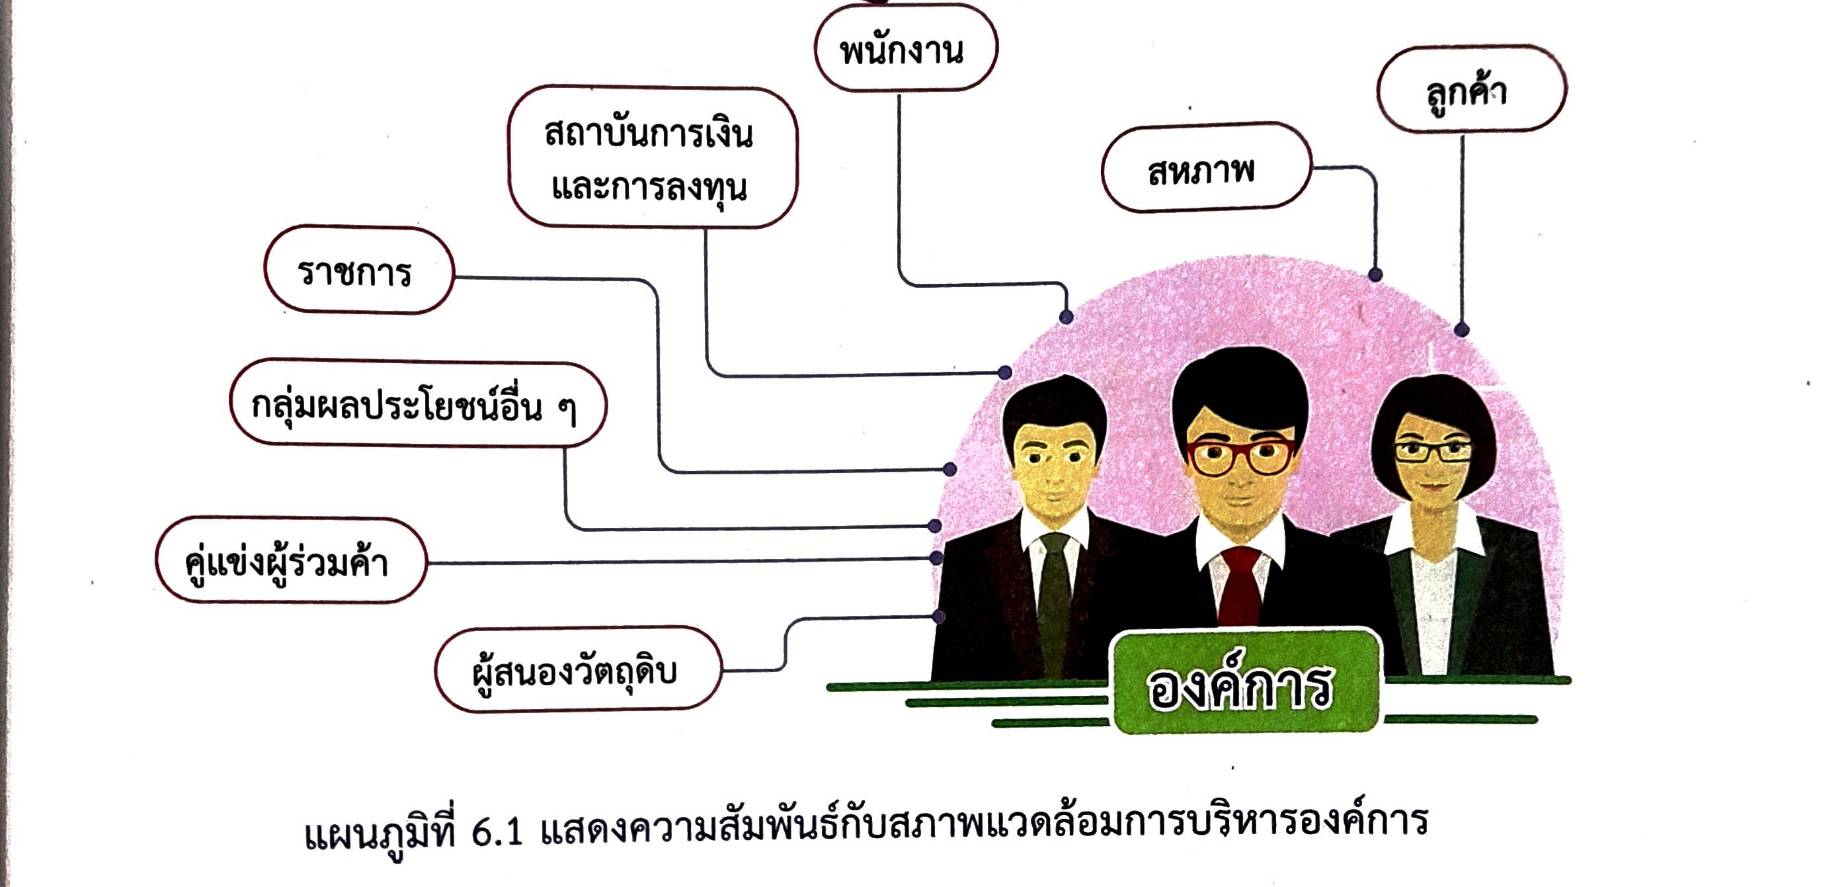 พนักงาน
ลูกค้า
สถาบันการเงิน
และการลงทุน
สหภาพ
ราชการ
กลุ่มผลประโยชน์อื่น ๆ
คู่แข่งผู้ร่วมค้า
ผู้สนองวัตถุดิบ
องค์การ
แผนภูมิที่ 6.1 แสดงความสัมพันธ์กับสภาพแวดล้อมการบริหารองค์การ